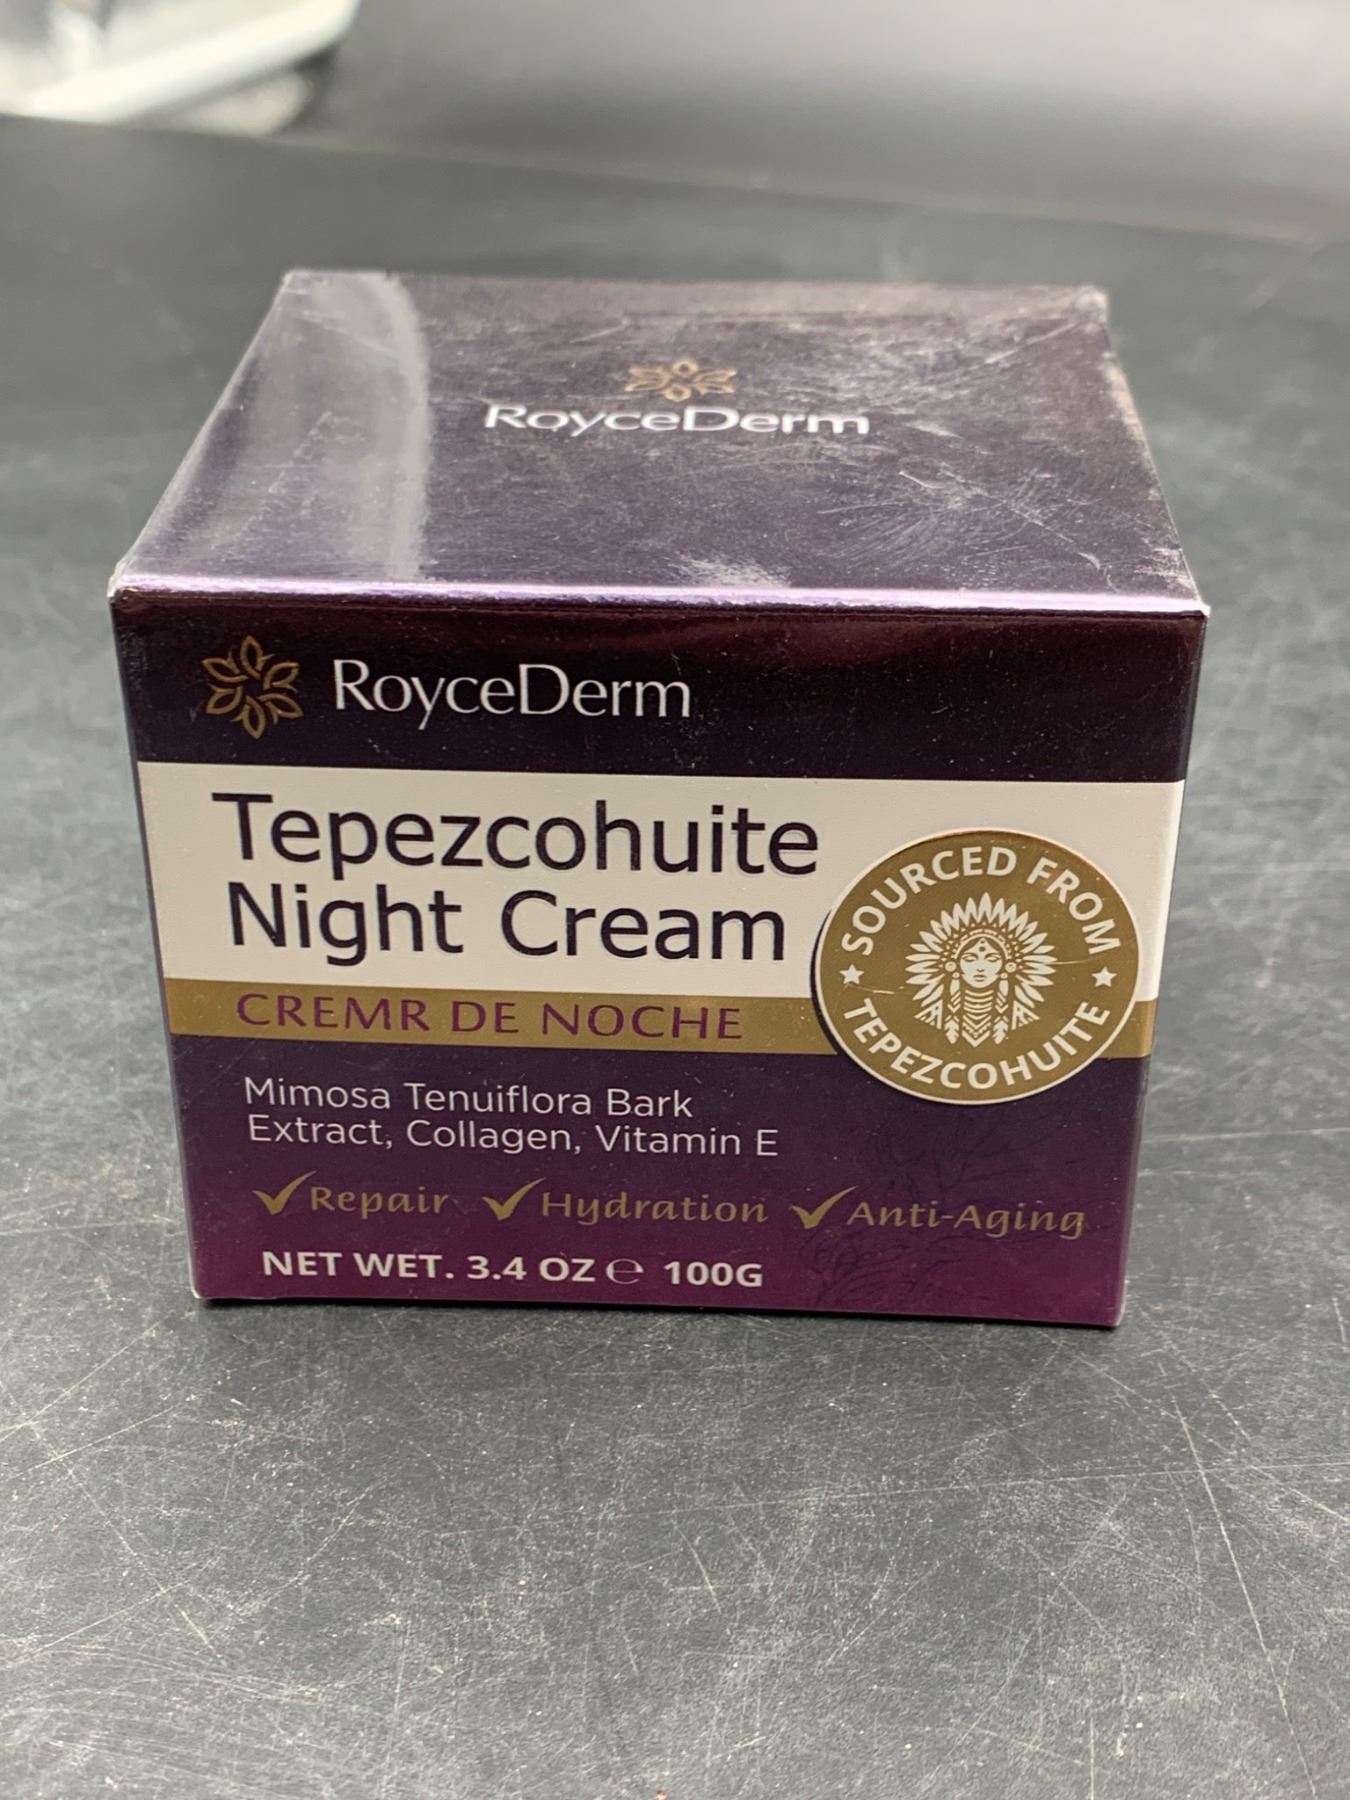 RoyceDerm
RoyceDerm
Tepezcohuite
Night Cream
CREMR DE NOCHE
SOURCED FROM
TEPEZCOHUITE
Mimosa Tenuiflora Bark
Extract, Collagen, Vitamin E
✓Repair ✓Hydration ✓Anti-Aging
NET WET. 3.4 OZ ℮ 100G